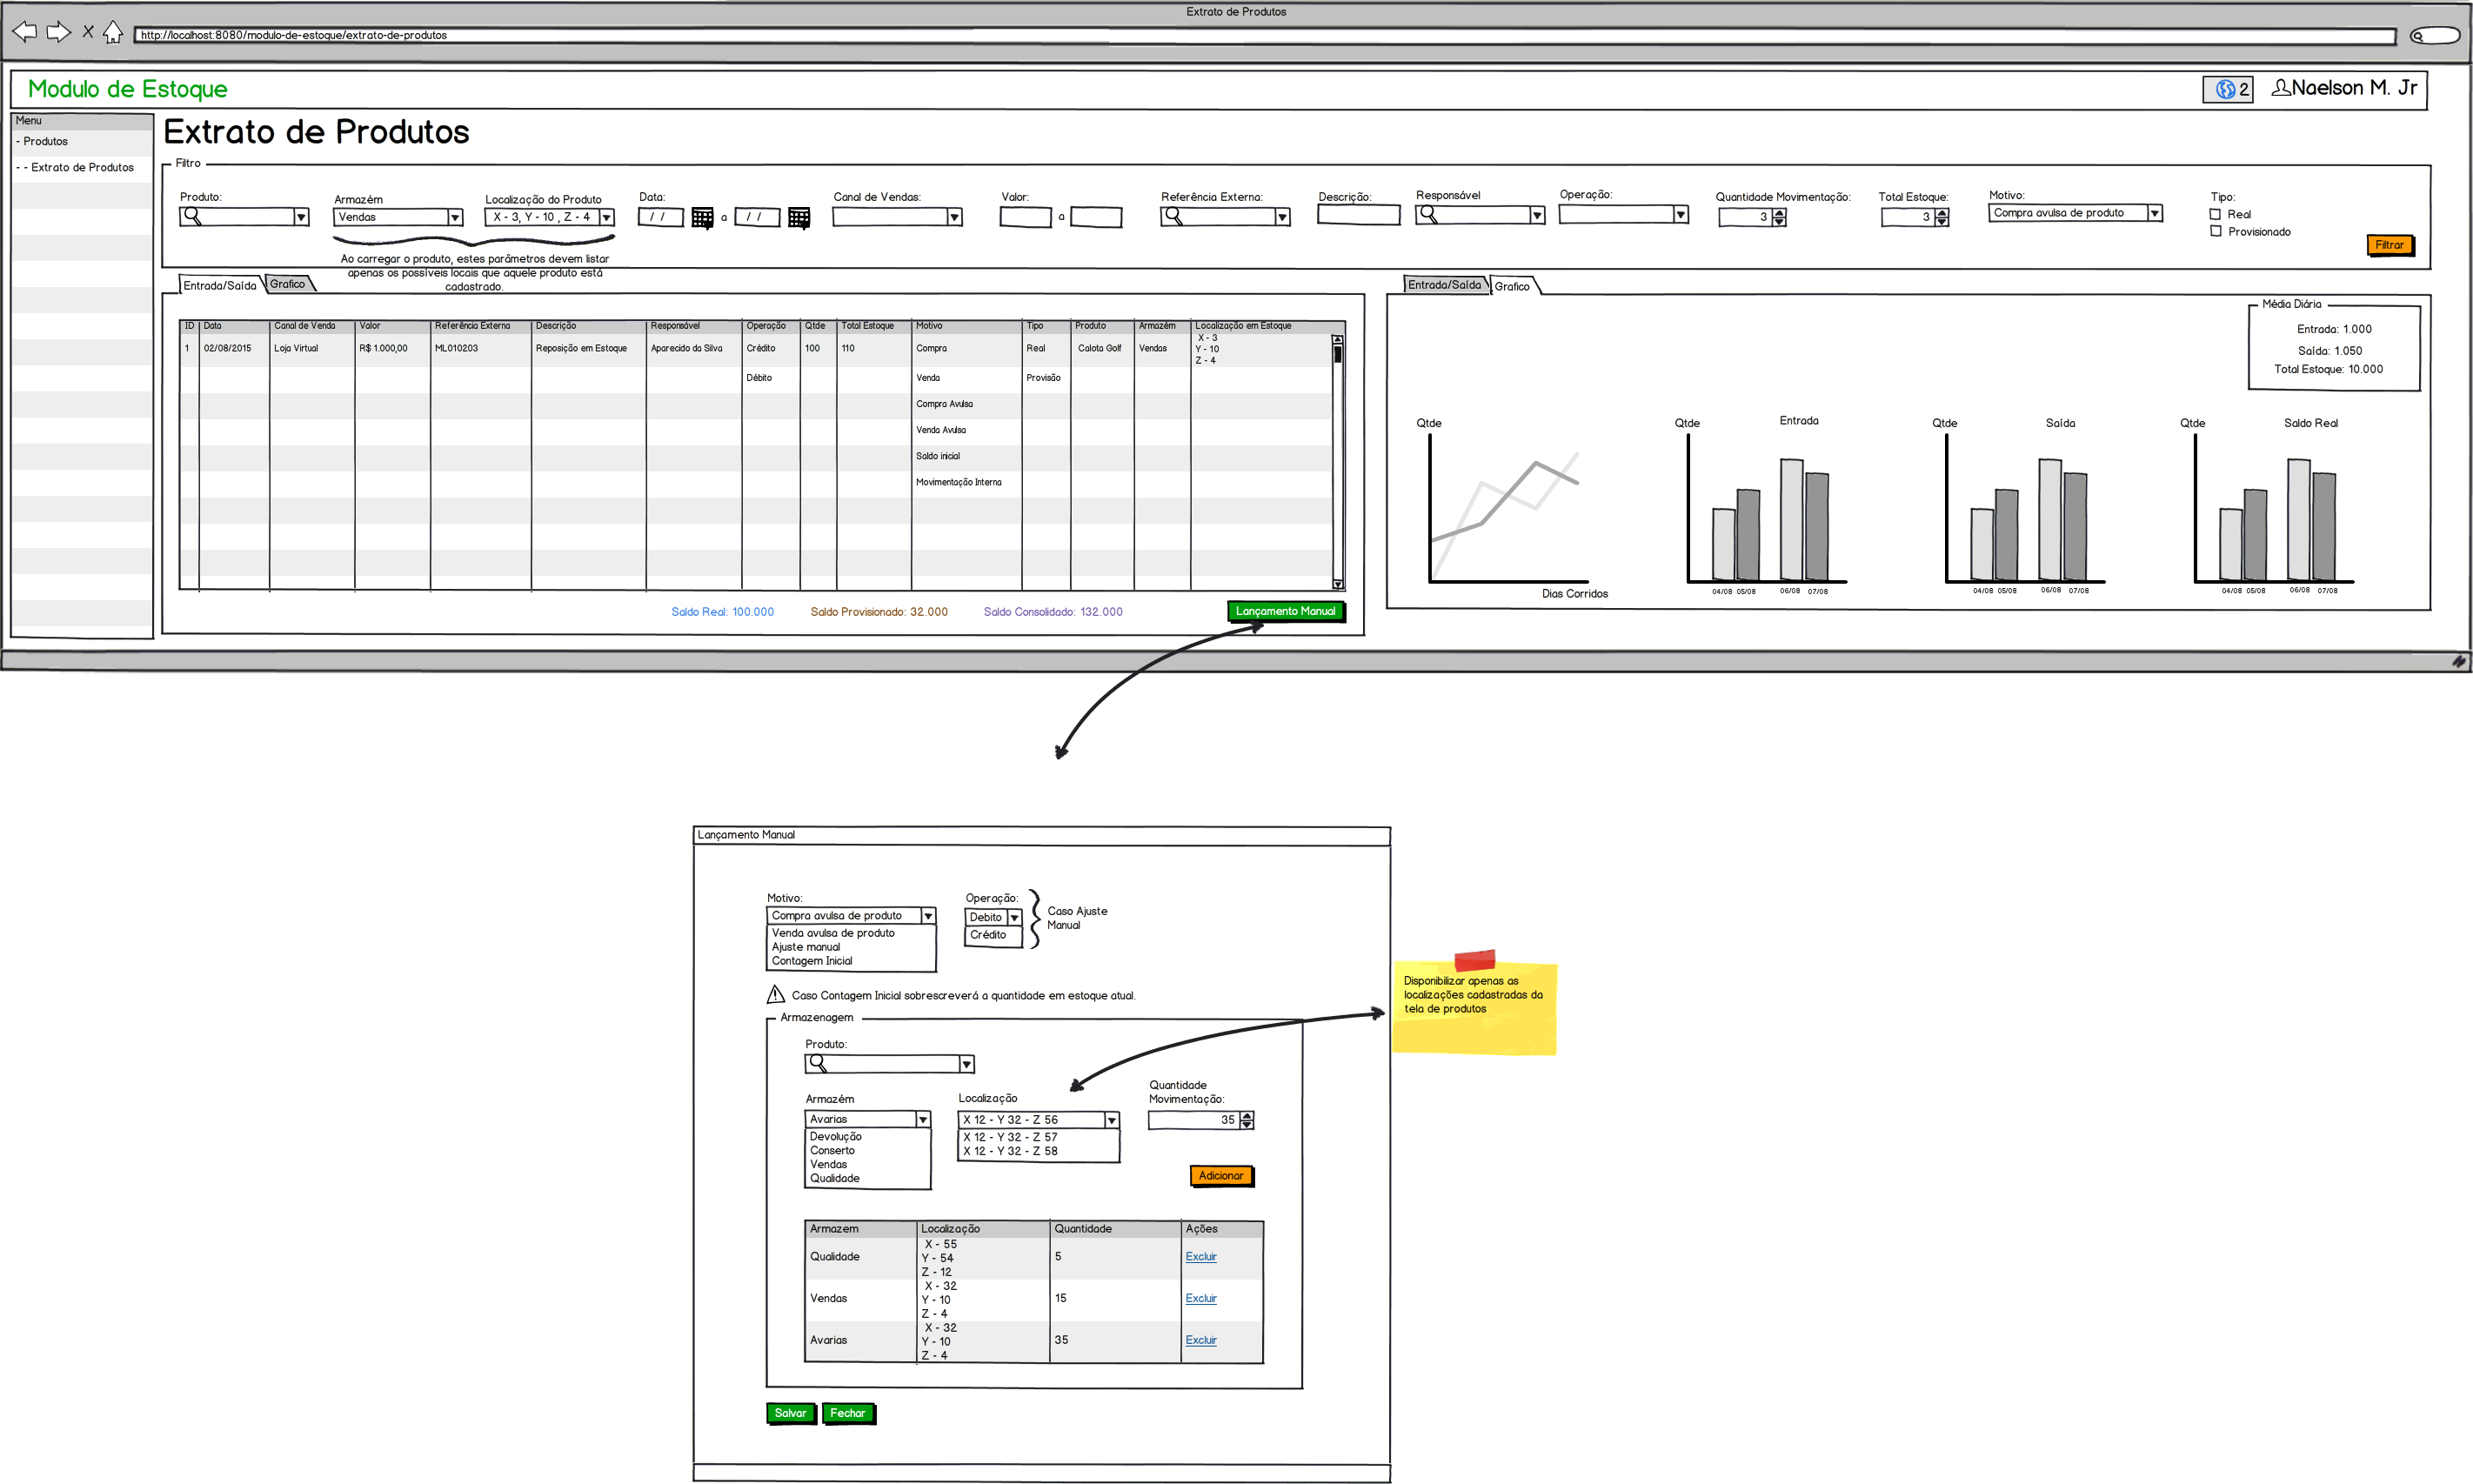 Extrato de Produtos
http://localhost:8080/modulo-de-estoque/extrato-de-produtos
Modulo de Estoque
2
Naelson M. Jr
Menu
- Produtos
- - Extrato de Produtos
Extrato de Produtos
Filtro
Produto:
Armazém
Vendas
Localização do Produto
X - 3, Y - 10 , Z - 4
Data:
/ /
a
/ /
Canal de Vendas:
Valor:
a
Referência Externa:
Descrição:
Responsável
Operação:
Quantidade Movimentação:
3
Total Estoque:
3
Motivo:
Compra avulsa de produto
Tipo:
Real
Provisionado
Filtrar
Ao carregar o produto, estes parâmetros devem listar
apenas os possíveis locais que aquele produto está
cadastrado.
Entrada/Saída
Grafico
ID Data Canal de Venda Valor Referência Externa Descrição Responsável Operação Qtde Total Estoque Motivo Tipo Produto Armazém Localização em Estoque
1 02/08/2015 Loja Virtual R$ 1.000,00 ML010203 Reposição em Estoque Aparecido da Silva Crédito 100 110 Compra Real Calota Golf Vendas
X - 3
Y - 10
Z - 4
Débito Venda Provisão
Compra Avulsa
Venda Avulsa
Saldo inicial
Movimentação Interna
Saldo Real: 100.000
Saldo Provisionado: 32.000
Saldo Consolidado: 132.000
Lançamento Manual
Entrada/Saída
Grafico
Média Diária
Entrada: 1.000
Saída: 1.050
Total Estoque: 10.000
Qtde
Dias Corridos
Qtde
Entrada
04/08 05/08 06/08 07/08
Qtde
Saída
04/08 05/08 06/08 07/08
Qtde
Saldo Real
04/08 05/08 06/08 07/08
Lançamento Manual
Motivo:
Compra avulsa de produto
Venda avulsa de produto
Ajuste manual
Contagem Inicial
Operação:
Debito
Crédito
Caso Ajuste
Manual
Caso Contagem Inicial sobrescreverá a quantidade em estoque atual.
Disponibilizar apenas as
localizações cadastradas da
tela de produtos
Armazenagem
Produto:
Armazém
Avarias
Devolução
Conserto
Vendas
Qualidade
Localização
X 12 - Y 32 - Z 56
X 12 - Y 32 - Z 57
X 12 - Y 32 - Z 58
Quantidade
Movimentação:
35
Adicionar
Armazem Localização Quantidade Ações
Qualidade
X - 55
Y - 54
Z - 12
5
Excluir
Vendas
X - 32
Y - 10
Z - 4
15
Excluir
Avarias
X - 32
Y - 10
Z - 4
35
Excluir
Salvar
Fechar